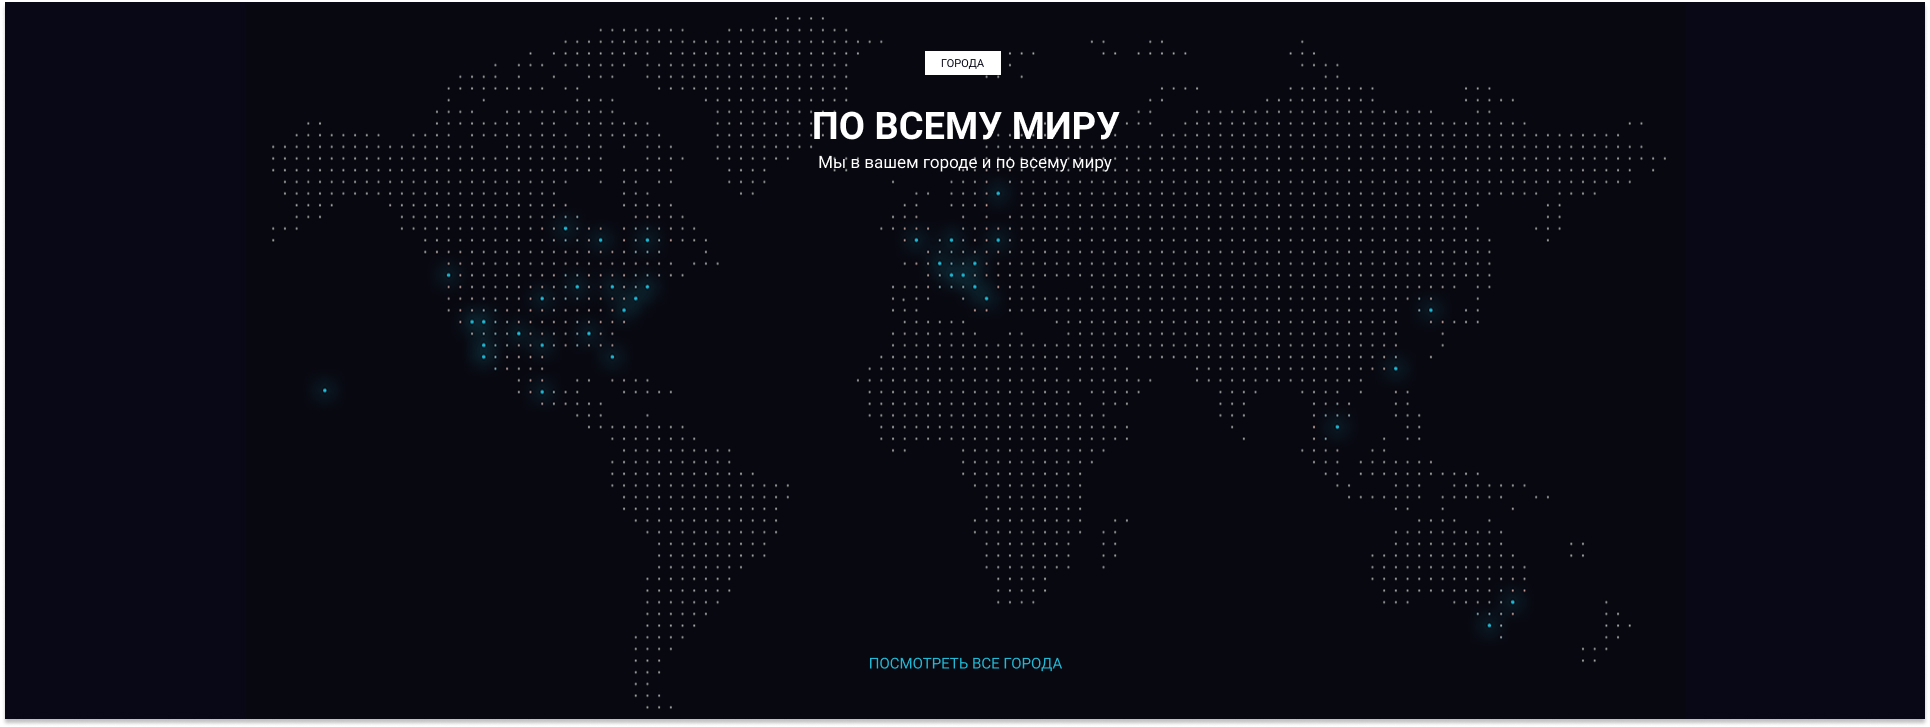 ГОРОДА
ПО ВСЕМУ МИРУ
Мы в вашем городе и по всему миру
ПОСМОТРЕТЬ ВСЕ ГОРОДА